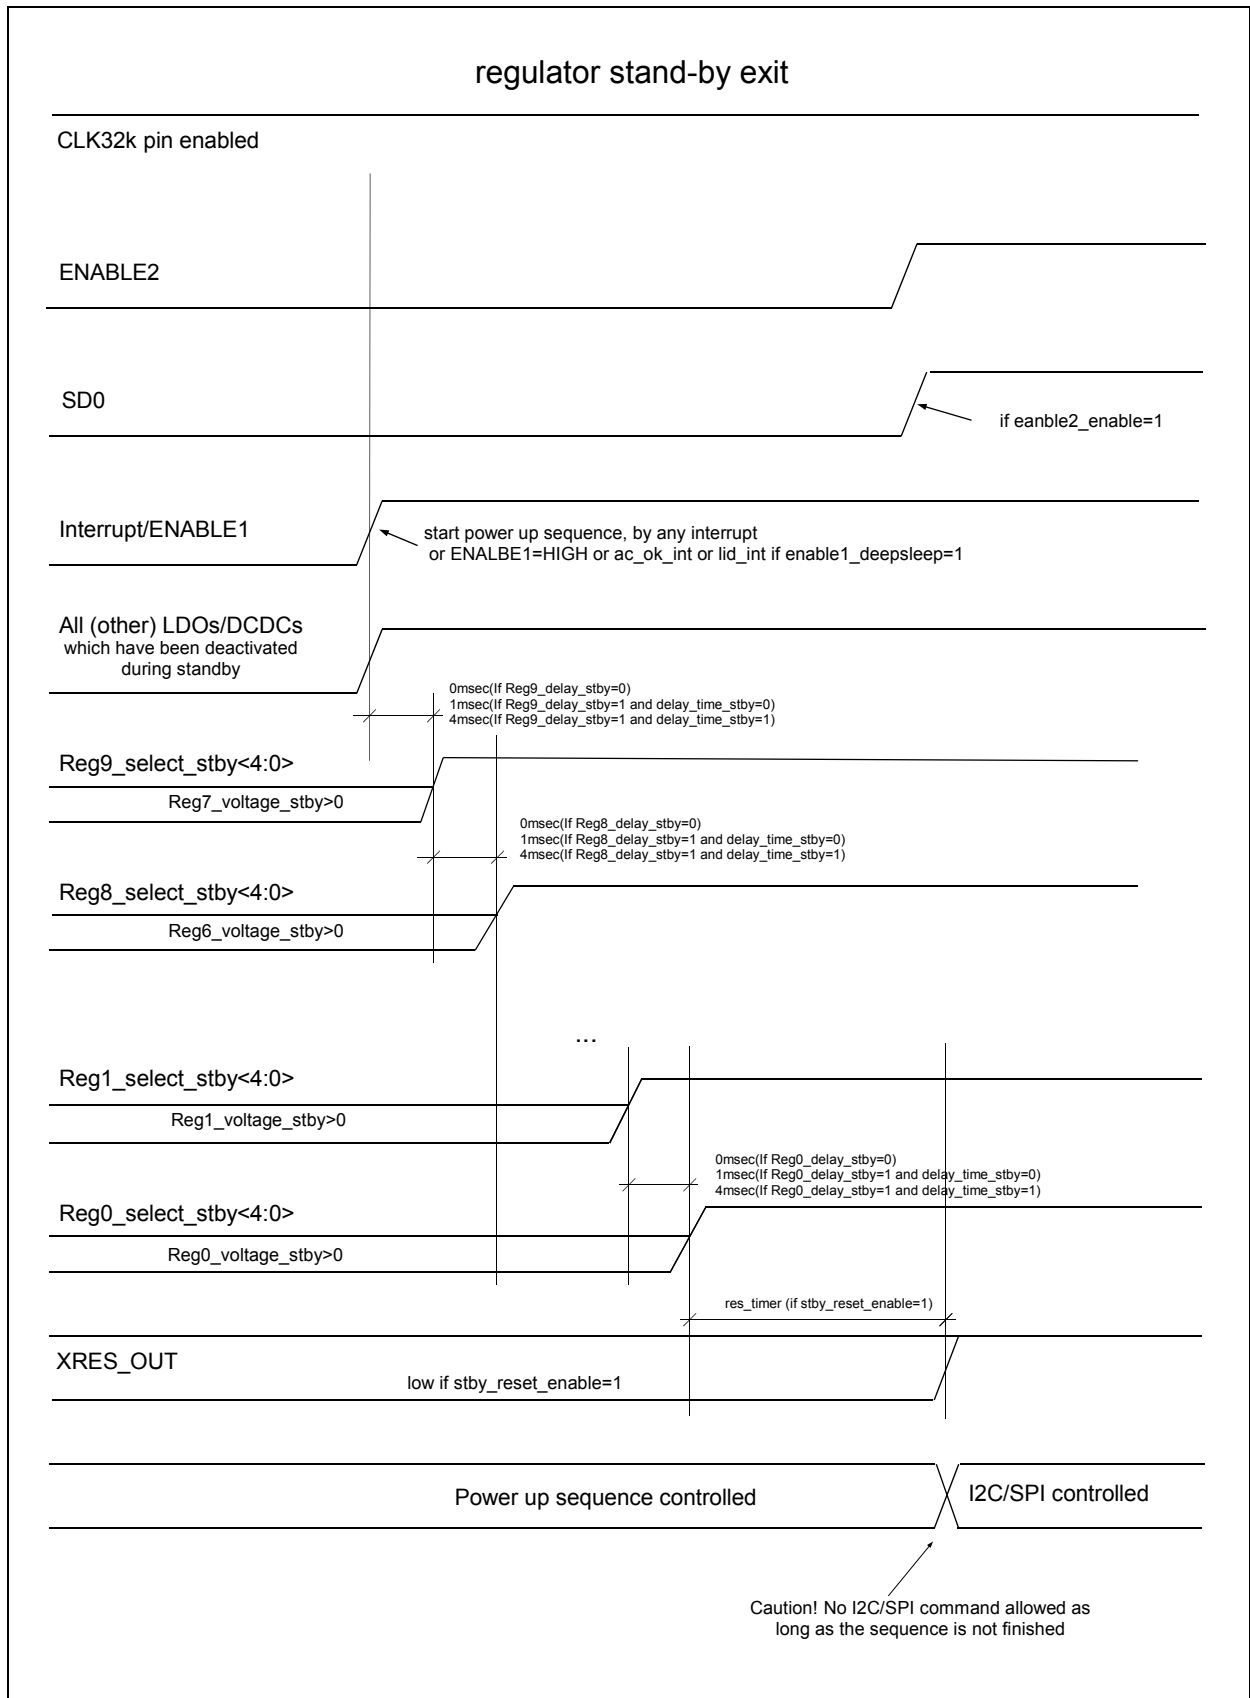 regulator stand-by exit
CLK32k pin enabled
ENABLE2
SD0
if eanble2_enable=1
Interrupt/ENABLE1
start power up sequence, by any interrupt
or ENALBE1=HIGH or ac_ok_int or lid_int if enable1_deepsleep=1
All (other) LDOs/DCDCs
which have been deactivated
during standby
0msec(If Reg9_delay_stby=0)
1msec(If Reg9_delay_stby=1 and delay_time_stby=0)
4msec(If Reg9_delay_stby=1 and delay_time_stby=1)
Reg9_select_stby<4:0>
Reg7_voltage_stby>0
0msec(If Reg8_delay_stby=0)
1msec(If Reg8_delay_stby=1 and delay_time_stby=0)
4msec(If Reg8_delay_stby=1 and delay_time_stby=1)
Reg8_select_stby<4:0>
Reg6_voltage_stby>0
...
Reg1_select_stby<4:0>
Reg1_voltage_stby>0
0msec(If Reg0_delay_stby=0)
1msec(If Reg0_delay_stby=1 and delay_time_stby=0)
4msec(If Reg0_delay_stby=1 and delay_time_stby=1)
Reg0_select_stby<4:0>
Reg0_voltage_stby>0
res_timer (if stby_reset_enable=1)
XRES_OUT
low if stby_reset_enable=1
Power up sequence controlled
I2C/SPI controlled
Caution! No I2C/SPI command allowed as
long as the sequence is not finished